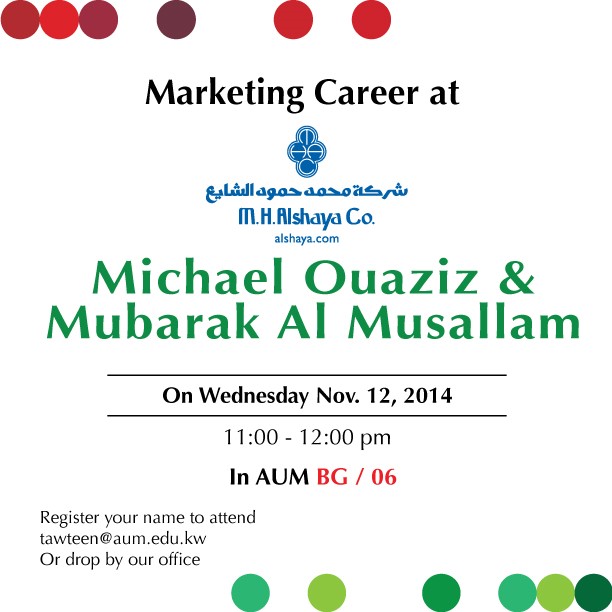 Marketing Career at
شركة محمد حمود الشايع
M.H.Alshaya Co.
alshaya.com
Michael Ouaziz &
Mubarak Al Musallam
On Wednesday Nov. 12, 2014
11:00 - 12:00 pm
In AUM BG / 06
Register your name to attend
tawteen@aum.edu.kw
Or drop by our office